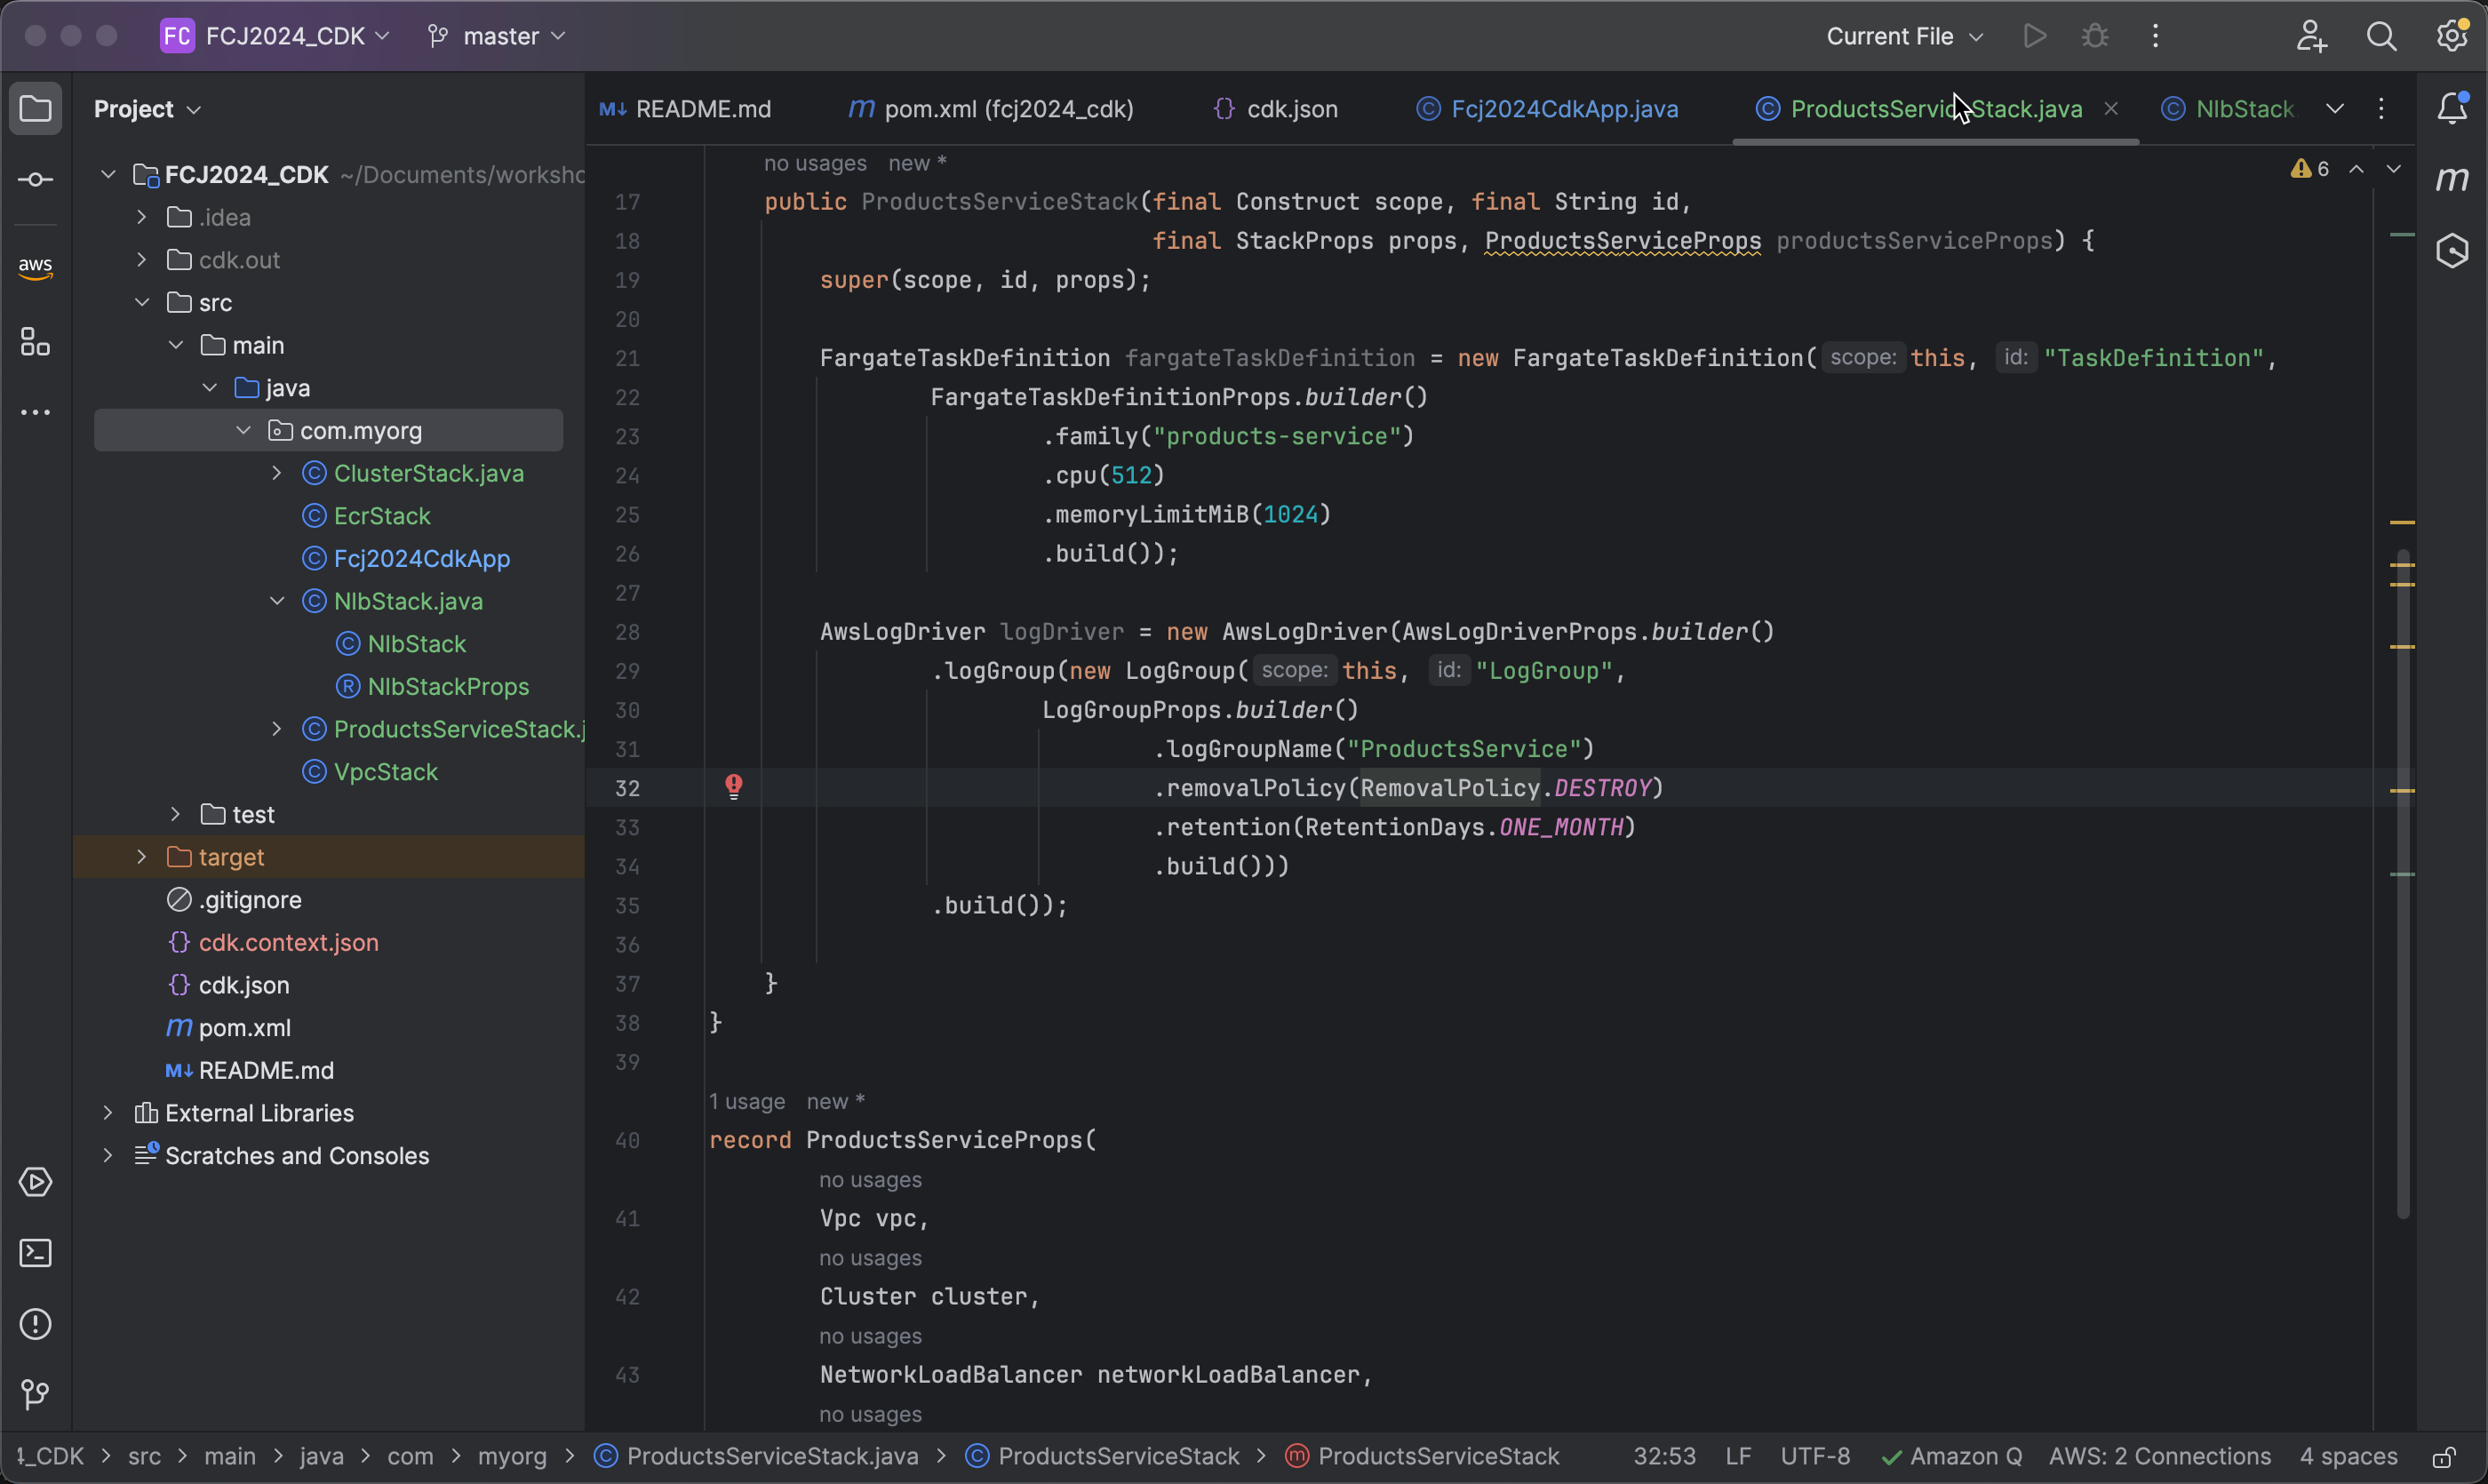 FC FCJ2024_CDK master Current File
Project
README.md pom.xml (fcj2024_cdk) cdk.json Fcj2024CdkApp.java ProductsServiceStack.java NlbStack
FCJ2024_CDK ~/Documents/worksho
.idea
cdk.out
src
main
java
com.myorg
ClusterStack.java
EcrStack
Fcj2024CdkApp
NlbStack.java
NlbStack
NlbStackProps
ProductsServiceStack.j
VpcStack
test
target
.gitignore
cdk.context.json
cdk.json
pom.xml
README.md
External Libraries
Scratches and Consoles
aws
no usages new *
6
17 public ProductsServiceStack(final Construct scope, final String id,
18 final StackProps props, ProductsServiceProps productsServiceProps) {
19 super(scope, id, props);
20
21 FargateTaskDefinition fargateTaskDefinition = new FargateTaskDefinition( scope: this, id: "TaskDefinition",
22 FargateTaskDefinitionProps.builder()
23 .family("products-service")
24 .cpu(512)
25 .memoryLimitMiB(1024)
26 .build());
27
28 AwsLogDriver logDriver = new AwsLogDriver(AwsLogDriverProps.builder()
29 .logGroup(new LogGroup( scope: this, id: "LogGroup",
30 LogGroupProps.builder()
31 .logGroupName("ProductsService")
32 .removalPolicy(RemovalPolicy.DESTROY)
33 .retention(RetentionDays.ONE_MONTH)
34 .build()))
35 .build());
36
37 }
38 }
39
1 usage new *
40 record ProductsServiceProps(
no usages
41 Vpc vpc,
no usages
42 Cluster cluster,
no usages
43 NetworkLoadBalancer networkLoadBalancer,
no usages
4_CDK > src > main > java > com > myorg > ProductsServiceStack.java > ProductsServiceStack > ProductsServiceStack 32:53 LF UTF-8 Amazon Q AWS: 2 Connections 4 spaces